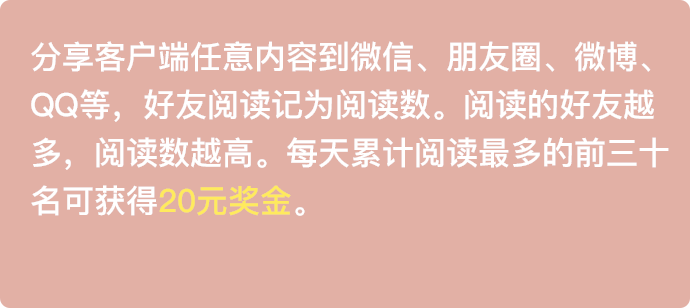 分享客户端任意内容到微信、朋友圈、微博、
QQ等，好友阅读记为阅读数。阅读的好友越
多，阅读数越高。每天累计阅读最多的前三十
名可获得20元奖金。